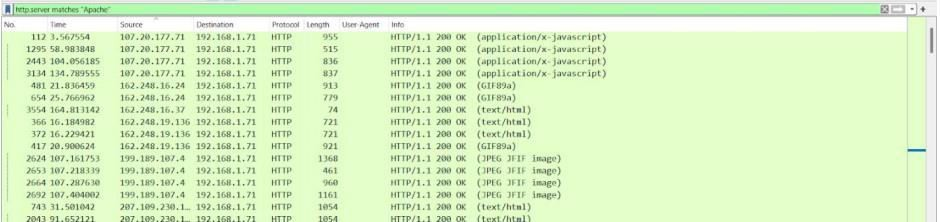 http.server matches "Apache"
No. Time Source Destination Protocol Length User-Agent Info
112 3.567554 107.20.177.71 192.168.1.71 HTTP 955 HTTP/1.1 200 OK (application/x-javascript)
1295 58.983848 107.20.177.71 192.168.1.71 HTTP 515 HTTP/1.1 200 OK (application/x-javascript)
2443 104.056185 107.20.177.71 192.168.1.71 HTTP 836 HTTP/1.1 200 OK (application/x-javascript)
3134 134.789555 107.20.177.71 192.168.1.71 HTTP 837 HTTP/1.1 200 OK (application/x-javascript)
481 21.836459 162.248.16.24 192.168.1.71 HTTP 913 HTTP/1.1 200 OK (GIF89a)
654 25.766962 162.248.16.24 192.168.1.71 HTTP 779 HTTP/1.1 200 OK (GIF89a)
3554 164.813142 162.248.16.37 192.168.1.71 HTTP 74 HTTP/1.1 200 OK (text/html)
366 16.184982 162.248.19.136 192.168.1.71 HTTP 721 HTTP/1.1 200 OK (text/html)
372 16.229421 162.248.19.136 192.168.1.71 HTTP 721 HTTP/1.1 200 OK (text/html)
417 20.900624 162.248.19.136 192.168.1.71 HTTP 921 HTTP/1.1 200 OK (GIF89a)
2624 107.161753 199.189.107.4 192.168.1.71 HTTP 1368 HTTP/1.1 200 OK (JPEG JFIF image)
2653 107.218339 199.189.107.4 192.168.1.71 HTTP 461 HTTP/1.1 200 OK (JPEG JFIF image)
2664 107.287630 199.189.107.4 192.168.1.71 HTTP 960 HTTP/1.1 200 OK (JPEG JFIF image)
2692 107.404002 199.189.107.4 192.168.1.71 HTTP 1161 HTTP/1.1 200 OK (JPEG JFIF image)
743 31.501042 207.109.230.1… 192.168.1.71 HTTP 1054 HTTP/1.1 200 OK (text/html)
2043 91.652121 207.109.230.1… 192.168.1.71 HTTP 1054 HTTP/1.1 200 OK (text/html)